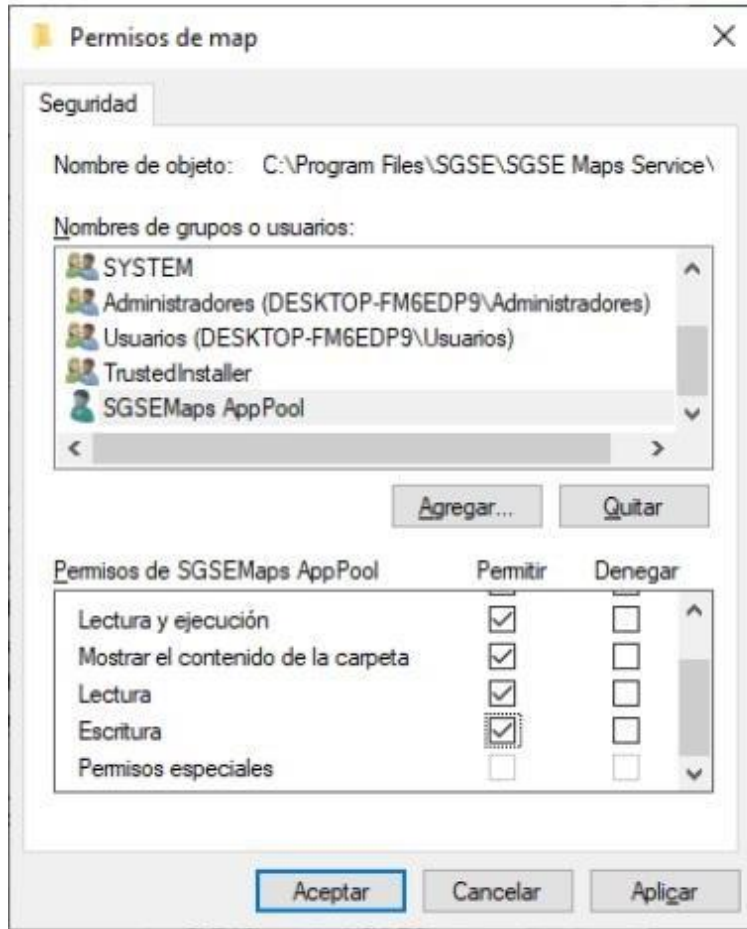 Permisos de map
Seguridad
Nombre de objeto: C:\Program Files\SGSE\SGSE Maps Service\
Nombres de grupos o usuarios:
SYSTEM
Administradores (DESKTOP-FM6EDP9\Administradores)
Usuarios (DESKTOP-FM6EDP9\Usuarios)
TrustedInstaller
SGSEMaps AppPool
Agregar... Quitar
Permisos de SGSEMaps AppPool Permitir Denegar
Lectura y ejecución
Mostrar el contenido de la carpeta
Lectura
Escritura
Permisos especiales
Aceptar Cancelar Aplicar